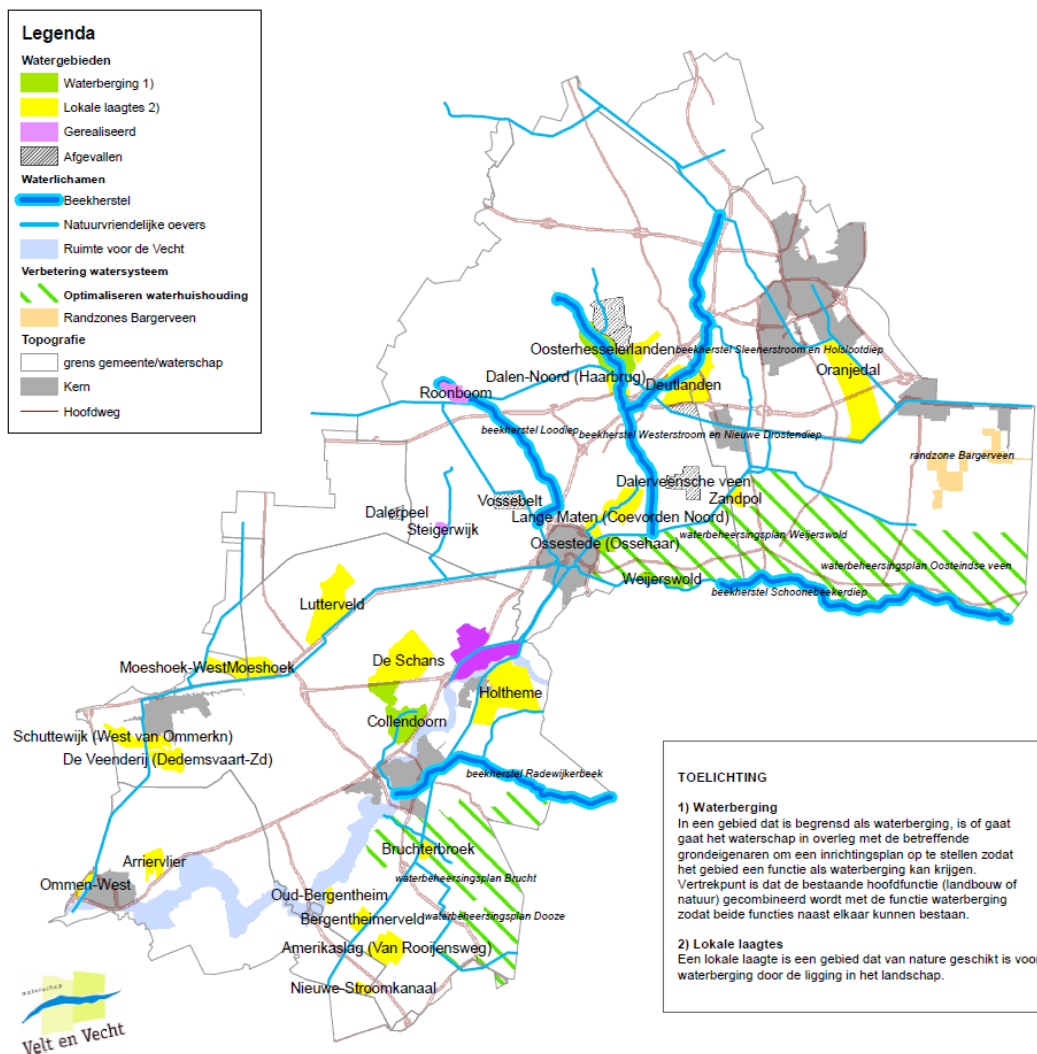 Legenda
Watergebieden
Waterberging 1)
Lokale laagtes 2)
Gerealiseerd
Afgevallen
Waterlichamen
Beekherstel
Natuurvriendelijke oevers
Ruimte voor de Vecht
Verbetering watersysteem
Optimaliseren waterhuishouding
Randzones Bargerveen
Topografie
grens gemeente/waterschap
Kern
Hoofdweg
Oosterhesselerlanden
beekherstel Sleenerstroom en Holslootdiep
Oranjedal
Dalen-Noord (Haarbrug)
Deutlanden
Roonboom
beekherstel Loodiep
beekherstel Westerstroom en Nieuwe Drostendiep
randzone Bargerveen
Dalerveensche veen
Zandpol
Vossebelt
Dalerpeel
Steigerwijk
Lange Maten (Coevorden Noord)
waterbeheersingsplan Weijerswold
Ossestede (Ossehaar)
waterbeheersingsplan Oosteindse veen
Weijerswold
beekherstel Schoonebeekerdiep
Lutterveld
Moeshoek-West
Moeshoek
De Schans
Holtheme
Collendoorn
Schuttewijk (West van Ommerkn)
De Veenderij (Dedemsvaart-Zd)
beekherstel Radewijkerbeek
Bruchterbroek
Arriervlier
waterbeheersingsplan Brucht
Ommen-West
Oud-Bergentheim
Bergentheimerveld
waterbeheersingsplan Dooze
Amerikaslag (Van Rooijensweg)
Nieuwe-Stroomkanaal
TOELICHTING
1) Waterberging
In een gebied dat is begrensd als waterberging, is of gaat
gaat het waterschap in overleg met de betreffende
grondeigenaren om een inrichtingsplan op te stellen zodat
het gebied een functie als waterberging kan krijgen.
Vertrekpunt is dat de bestaande hoofdfunctie (landbouw of
natuur) gecombineerd wordt met de functie waterberging
zodat beide functies naast elkaar kunnen bestaan.
2) Lokale laagtes
Een lokale laagte is een gebied dat van nature geschikt is voor
waterberging door de ligging in het landschap.
waterschap
Velt en Vecht